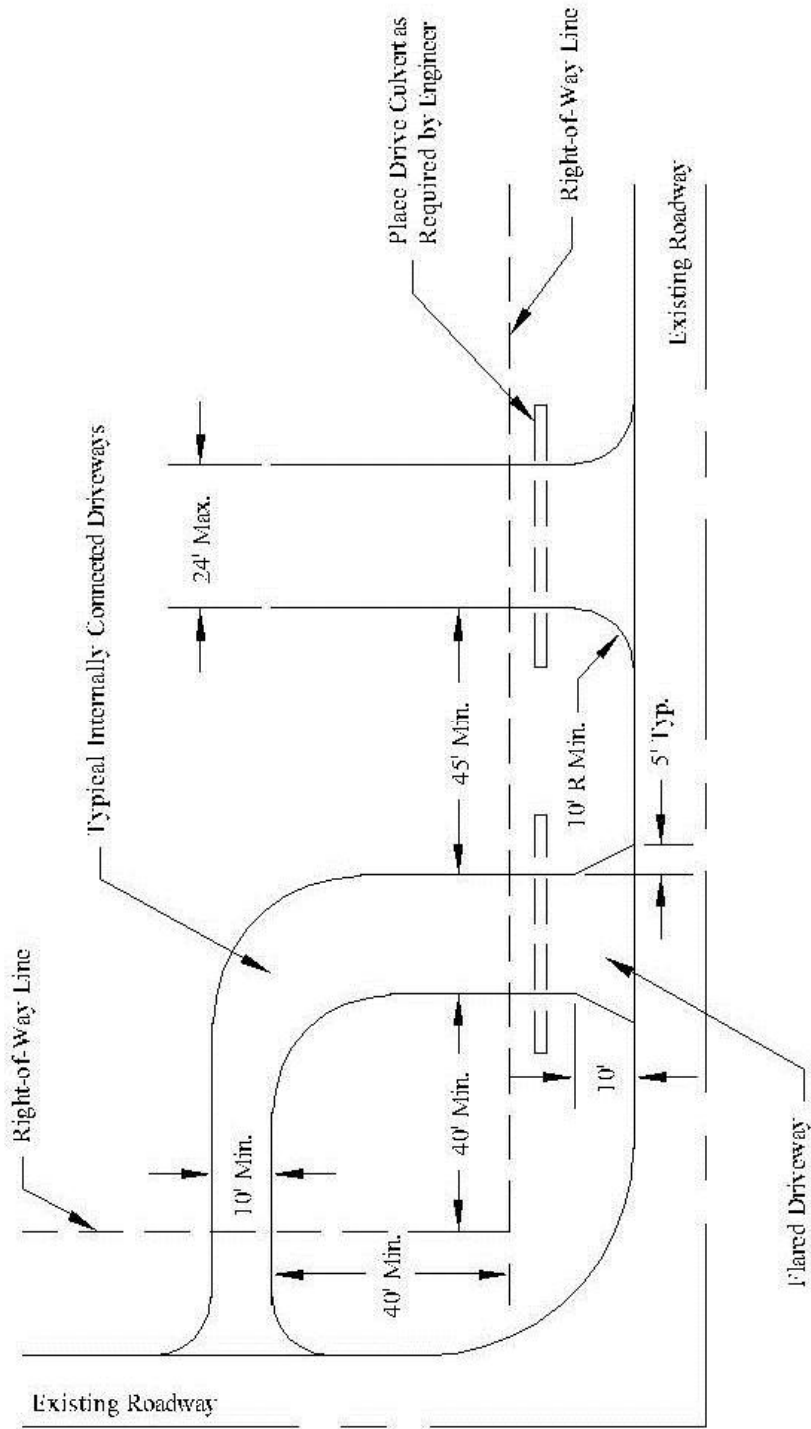 Right-of-Way Line
Typical Internally Connected Driveways
24' Max.
Place Drive Culvert as
Required by Engineer
Right-of-Way Line
Existing Roadway
10' Min.
40' Min.
40' Min.
45' Min.
10' R Min.
5' Typ.
10'
Existing Roadway
Flared Driveway